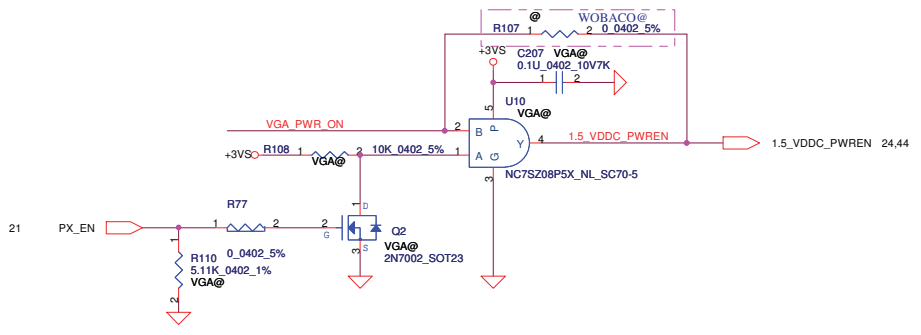 @
WOBACO@
R107
1
2
0_0402_5%
+3VS
C207
VGA@
0.1U_0402_10V7K
1
2
U10
VGA@
5
VGA_PWR_ON
2
B
P
Y
4
1.5_VDDC_PWREN
1.5_VDDC_PWREN 24,44
+3VS
R108
1
2
10K_0402_5%
1
A
G
VGA@
3
NC7SZ08P5X_NL_SC70-5
R77
1
D
21
PX_EN
1
2
2
G
Q2
VGA@
2N7002_SOT23
3
S
1
R110
0_0402_5%
5.11K_0402_1%
VGA@
2